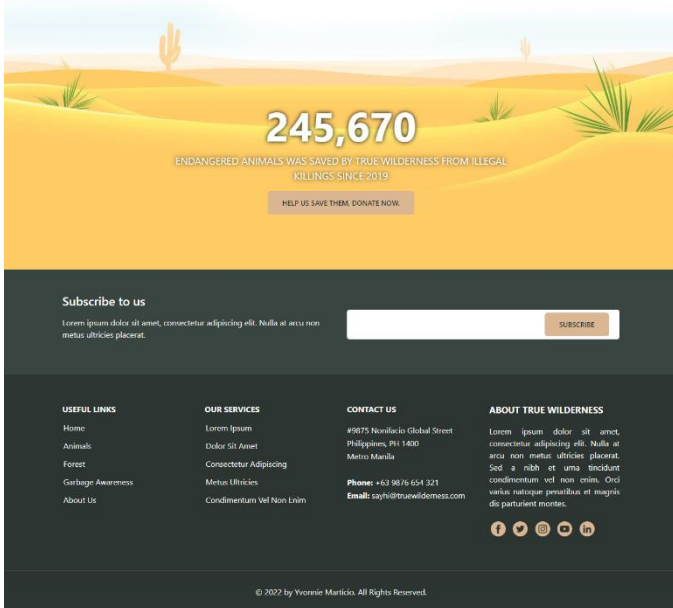 245,670
ENDANGERED ANIMALS WAS SAVED BY TRUE WILDERNESS FROM ILLEGAL
KILLINGS SINCE 2019
HELP US SAVE THEM. DONATE NOW.
Subscribe to us
Lorem ipsum dolor sit amet, consectetur adipiscing elit. Nulla at arcu non
metus ultricies placerat.
SUBSCRIBE
USEFUL LINKS
Home
Animals
Forest
Garbage Awareness
About Us
OUR SERVICES
Lorem Ipsum
Dolor Sit Amet
Consectetur Adipiscing
Metus Ultricies
Condimentum Vel Non Enim
CONTACT US
#9875 Nonifacio Global Street
Philippines, PH 1400
Metro Manila
Phone: +63 9876 654 321
Email: sayhi@truewilderness.com
ABOUT TRUE WILDERNESS
Lorem ipsum dolor sit amet,
consectetur adipiscing elit. Nulla at
arcu non metus ultricies placerat.
Sed a nibh et urna tincidunt
condimentum vel non enim. Orci
varius natoque penatibus et magnis
dis parturient montes.
© 2022 by Yvonnie Marticio. All Rights Reserved.